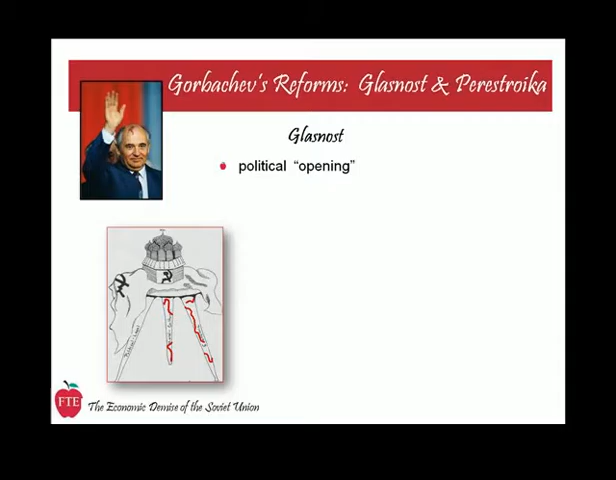 Gorbachev's Reforms: Glasnost & Perestroika
Glasnost
political "opening"
FTE
The Economic Demise of the Soviet Union